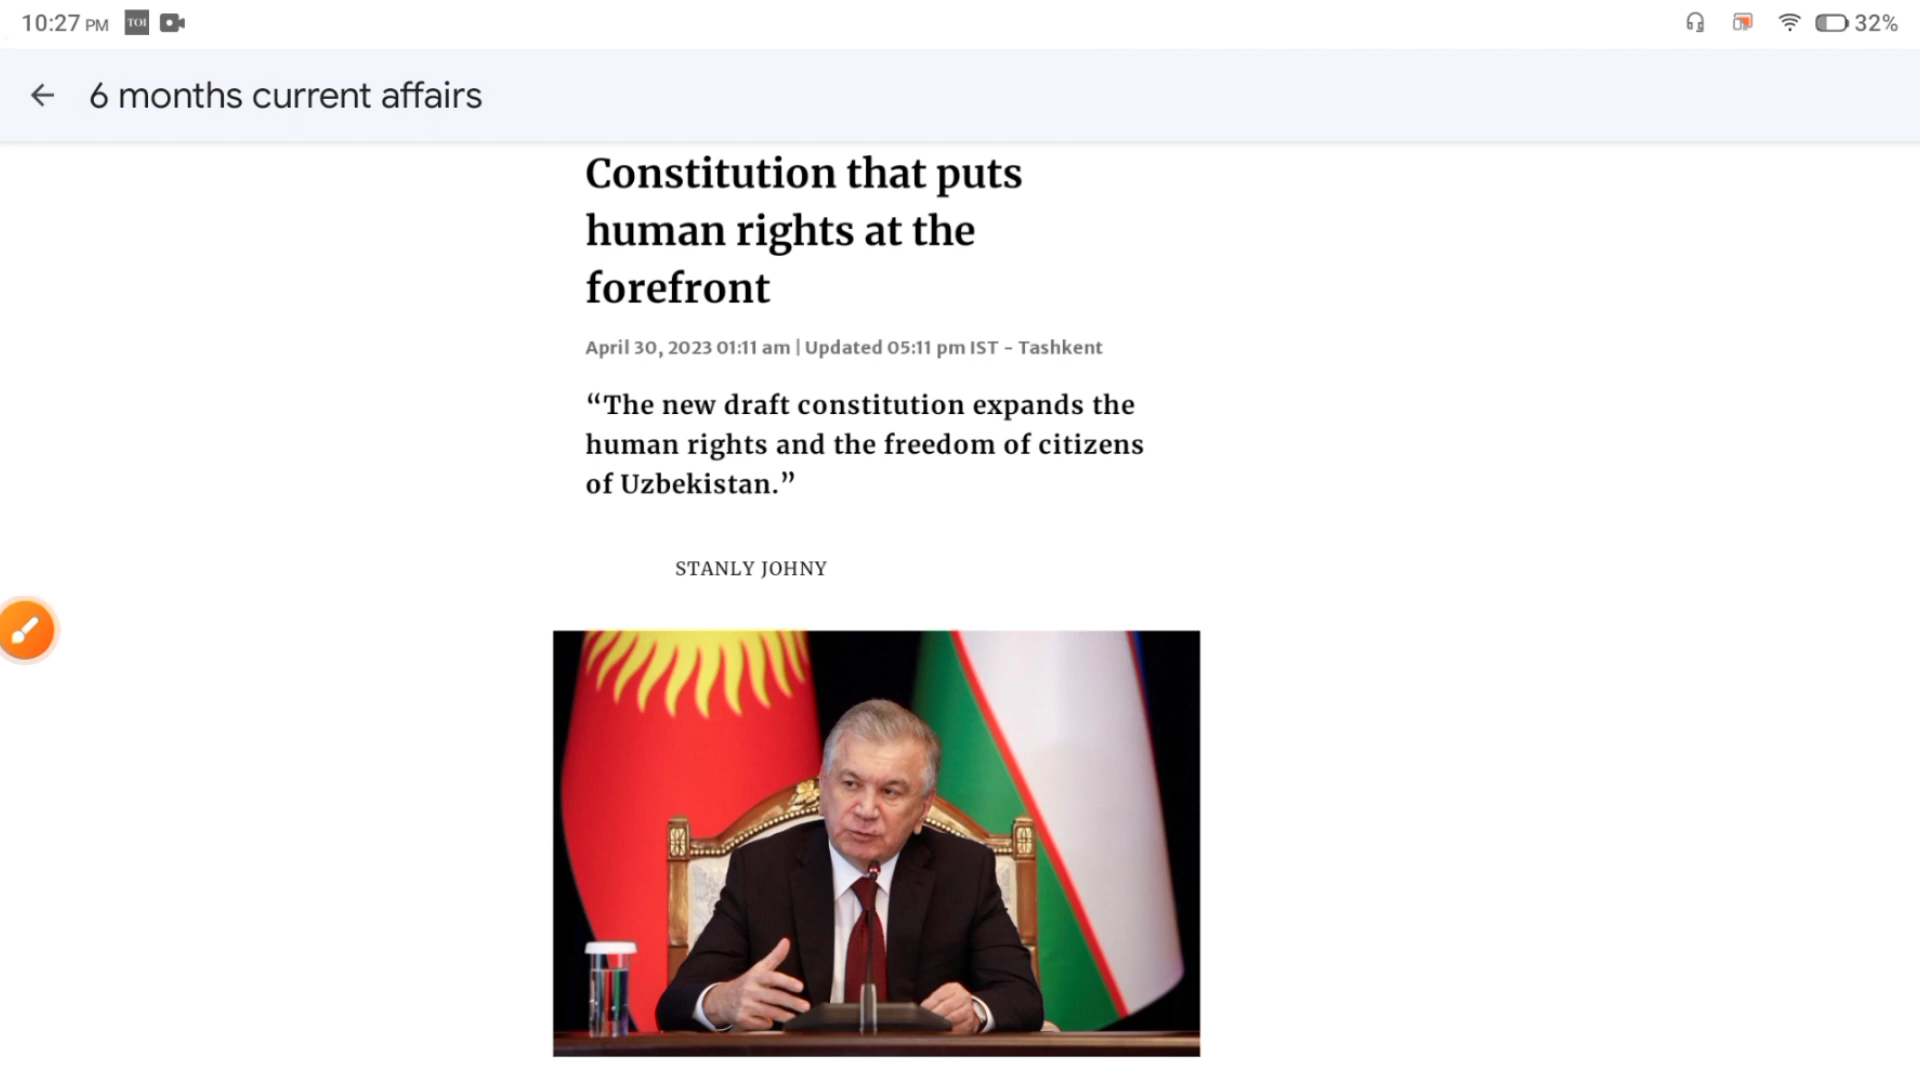 10:27 PM TOI 32%
6 months current affairs
Constitution that puts
human rights at the
forefront
April 30, 2023 01:11 am | Updated 05:11 pm IST - Tashkent
“The new draft constitution expands the
human rights and the freedom of citizens
of Uzbekistan.”
STANLY JOHNY